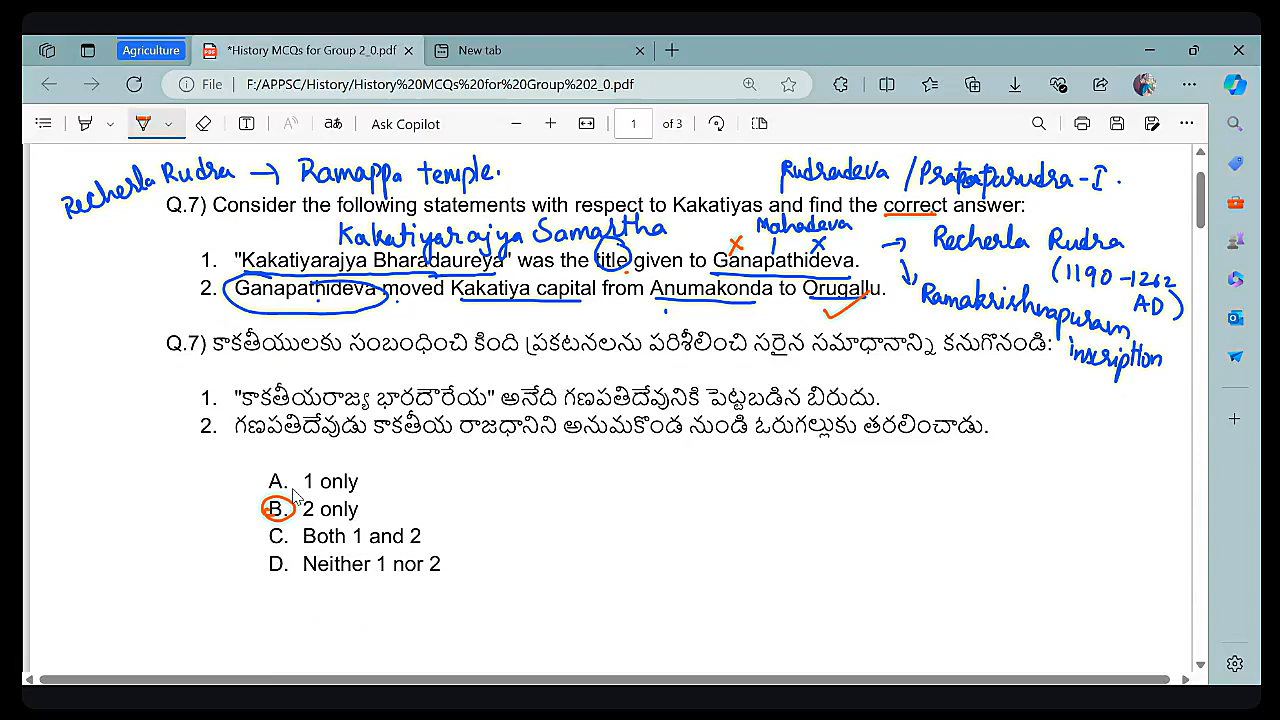 Agriculture
*History MCQs for Group 2_0.pdf
New tab
File F:/APPSC/History/History%20MCQs%20for%20Group%202_0.pdf
Ask Copilot
1 of 3
Recherla Rudra → Ramappa temple.
Rudradeva / Prataparudra-I.
Q.7) Consider the following statements with respect to Kakatiyas and find the correct answer:
Kakatiyarajya Samartha
Mahadeva
→ Recherla Rudra
1. "Kakatiyarajya Bharadaureya" was the title given to Ganapathideva.
(1190-1262 AD)
2. Ganapathideva moved Kakatiya capital from Anumakonda to Orugallu.
Ramakrishnapuram
inscription
Q.7) కాకతీయులకు సంబంధించి కింది ప్రకటనలను పరిశీలించి సరైన సమాధానాన్ని కనుగొనండి:
1. "కాకతీయరాజ్య భారదౌరేయ" అనేది గణపతిదేవునికి పెట్టబడిన బిరుదు.
2. గణపతిదేవుడు కాకతీయ రాజధానిని అనుమకొండ నుండి ఓరుగల్లుకు తరలించాడు.
A. 1 only
B. 2 only
C. Both 1 and 2
D. Neither 1 nor 2